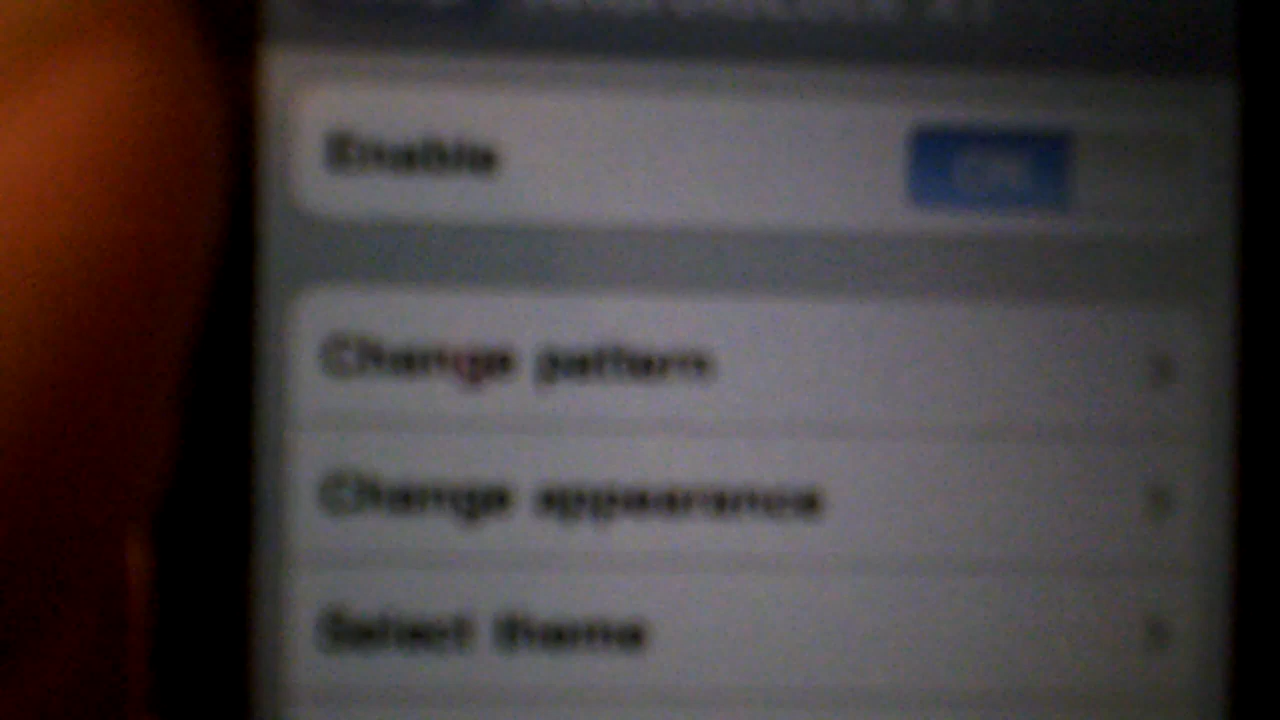 Enable ON
Change pattern
Change appearance
Select theme